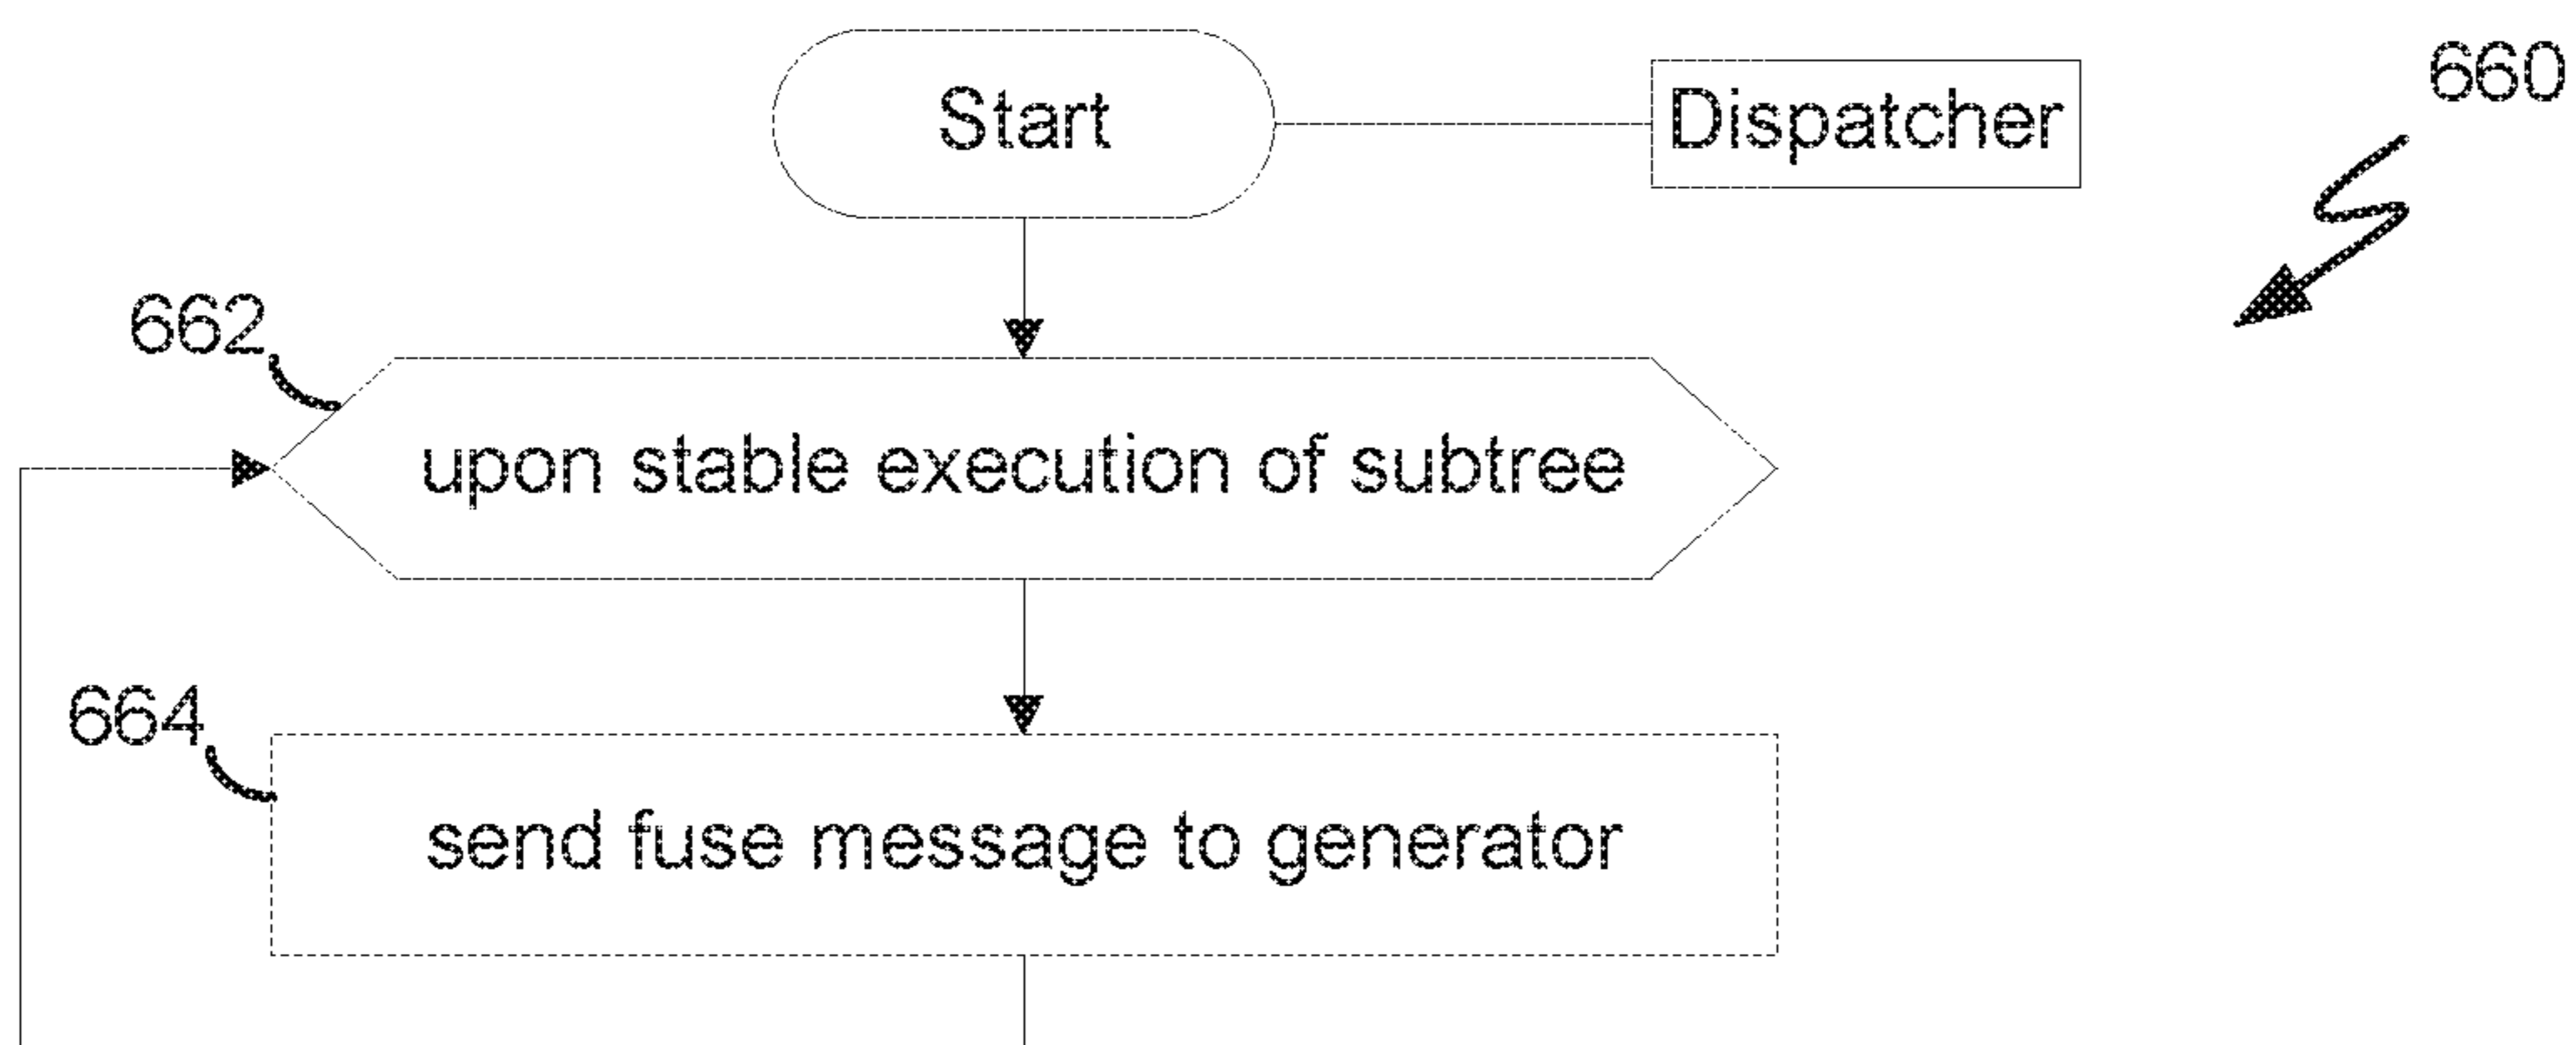 Start
Dispatcher
660
662
upon stable execution of subtree
664
send fuse message to generator